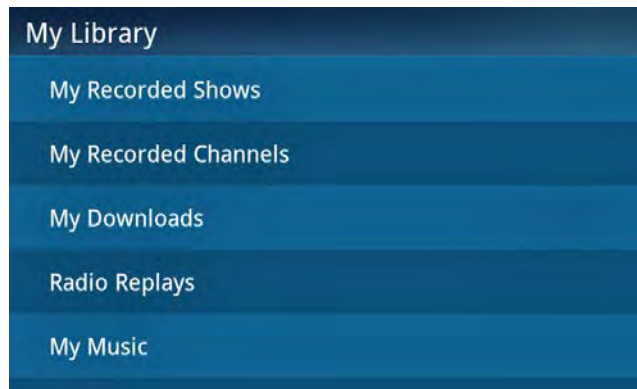 My Library
My Recorded Shows
My Recorded Channels
My Downloads
Radio Replays
My Music